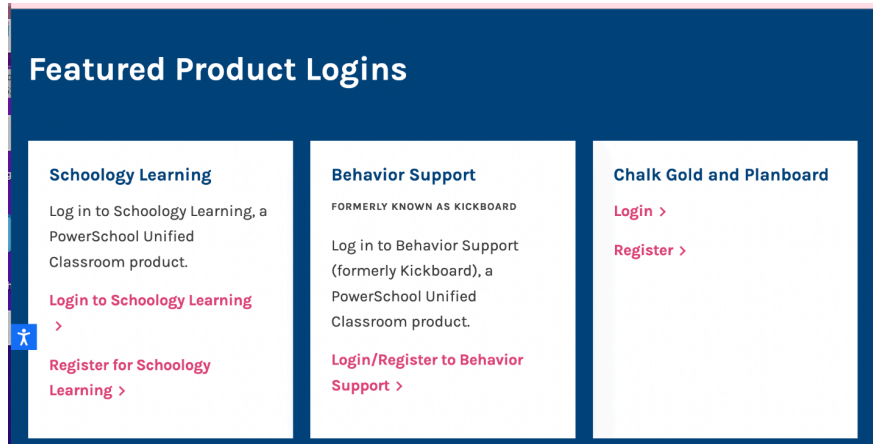 Featured Product Logins
Schoology Learning
Log in to Schoology Learning, a
PowerSchool Unified
Classroom product.
Login to Schoology Learning
>
Register for Schoology
Learning >
Behavior Support
FORMERLY KNOWN AS KICKBOARD
Log in to Behavior Support
(formerly Kickboard), a
PowerSchool Unified
Classroom product.
Login/Register to Behavior
Support >
Chalk Gold and Planboard
Login >
Register >